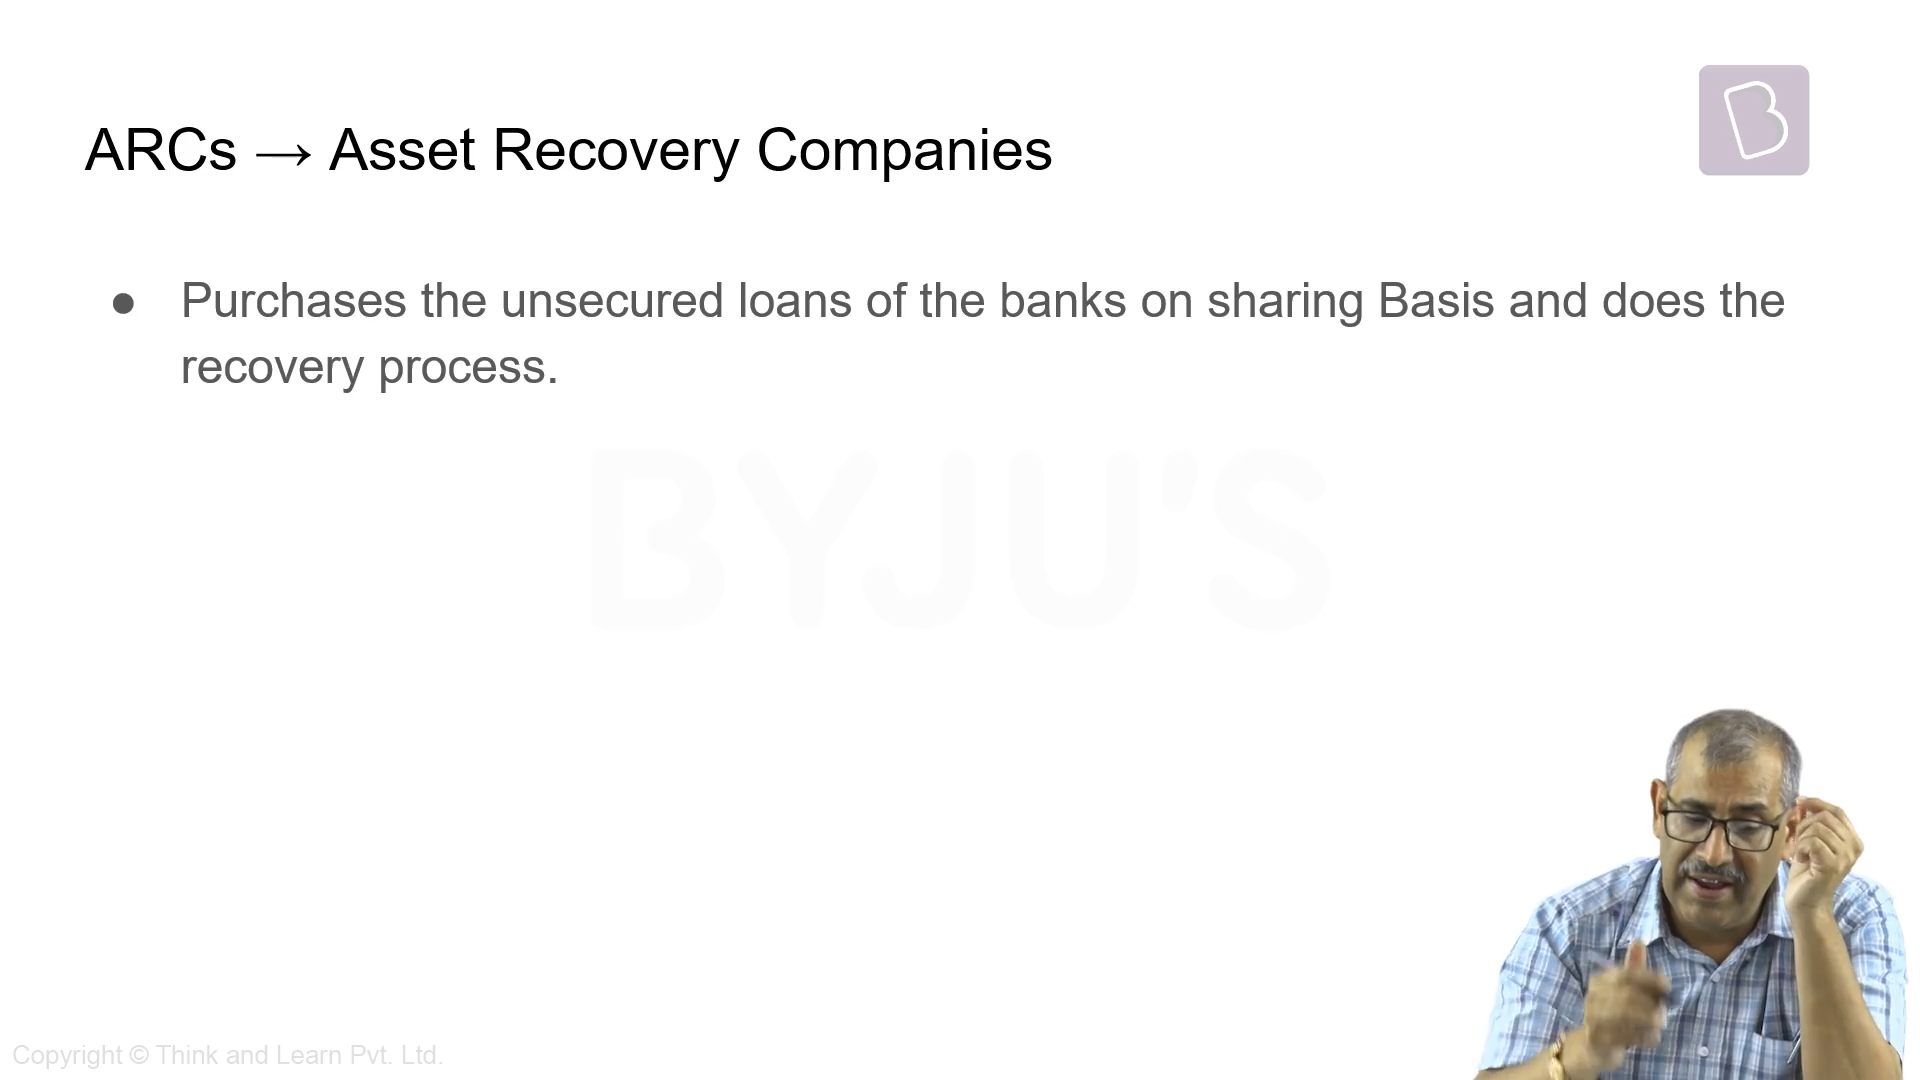 ARCs → Asset Recovery Companies
● Purchases the unsecured loans of the banks on sharing Basis and does the
recovery process.
BYJU'S
Copyright © Think and Learn Pvt. Ltd.